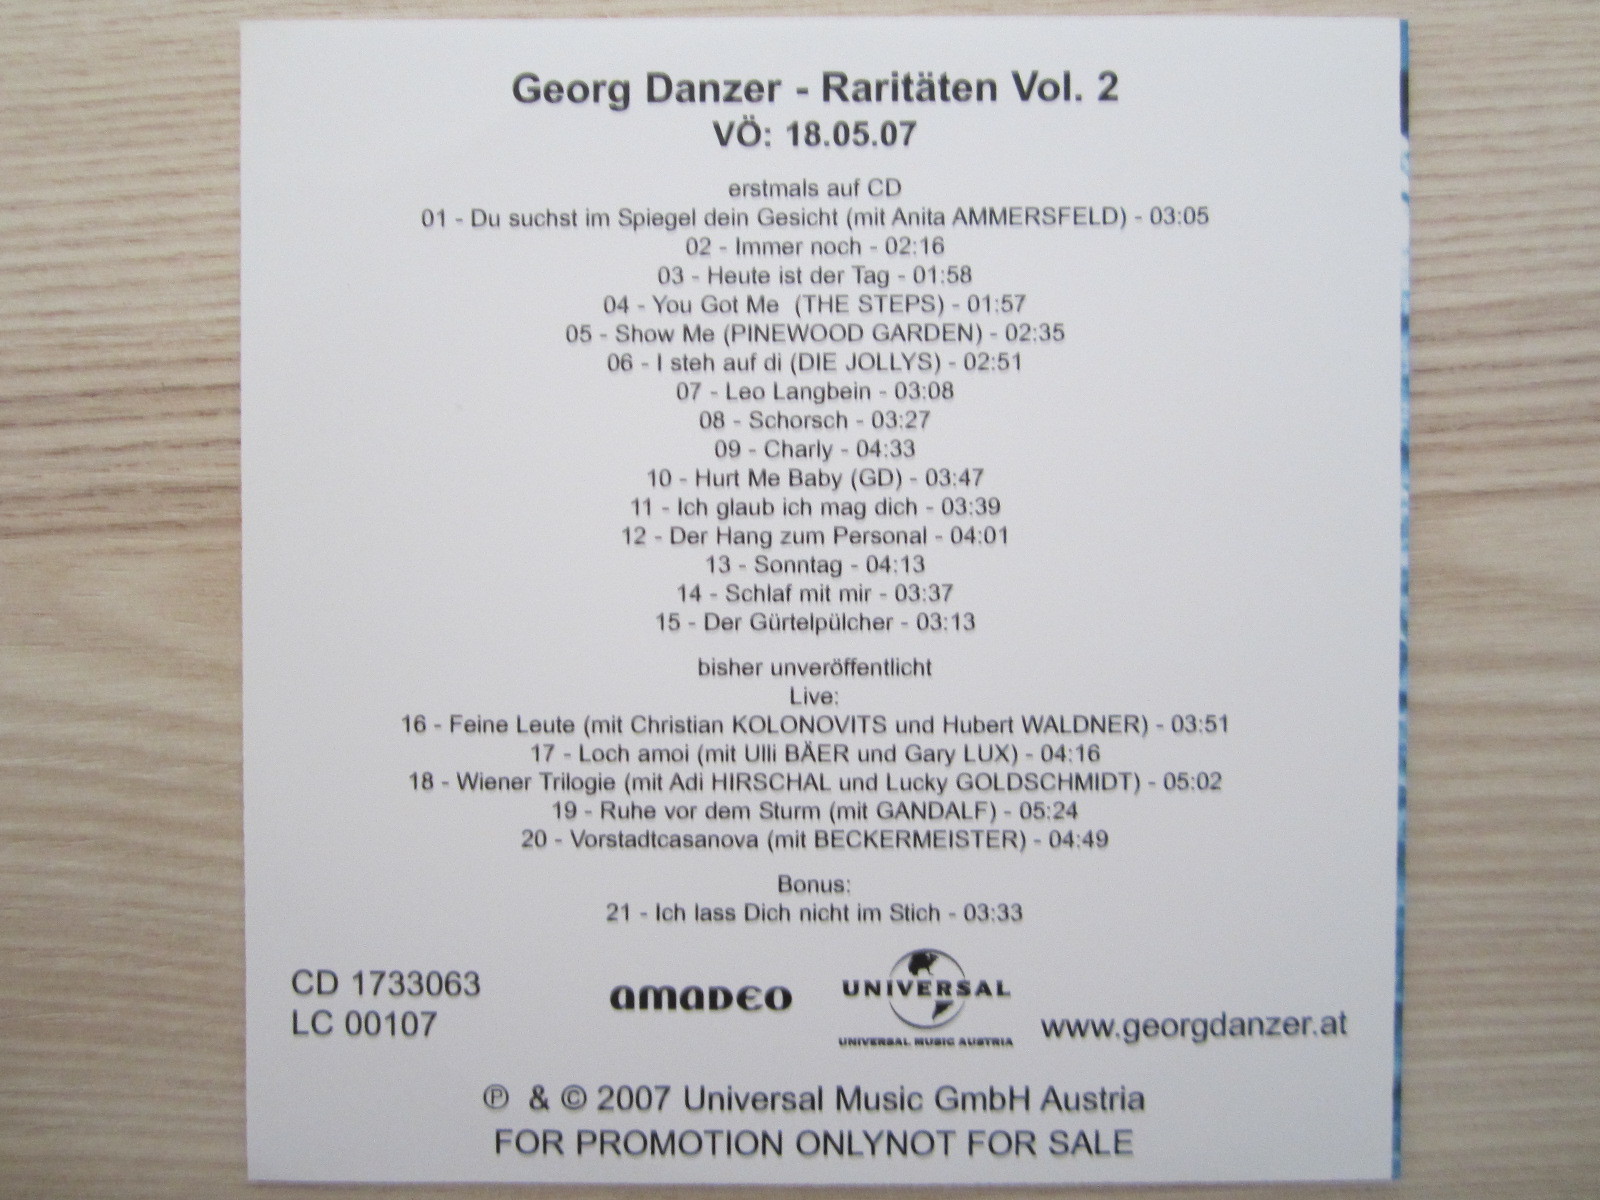 Georg Danzer - Raritäten Vol. 2
VÖ: 18.05.07
erstmals auf CD
01 - Du suchst im Spiegel dein Gesicht (mit Anita AMMERSFELD) - 03:05
02 - Immer noch - 02:16
03 - Heute ist der Tag - 01:58
04 - You Got Me  (THE STEPS) - 01:57
05 - Show Me (PINEWOOD GARDEN) - 02:35
06 - I steh auf di (DIE JOLLYS) - 02:51
07 - Leo Langbein - 03:08
08 - Schorsch - 03:27
09 - Charly - 04:33
10 - Hurt Me Baby (GD) - 03:47
11 - Ich glaub ich mag dich - 03:39
12 - Der Hang zum Personal - 04:01
13 - Sonntag - 04:13
14 - Schlaf mit mir - 03:37
15 - Der Gürtelpülcher - 03:13
bisher unveröffentlicht
Live:
16 - Feine Leute (mit Christian KOLONOVITS und Hubert WALDNER) - 03:51
17 - Loch amoi (mit Ulli BÄER und Gary LUX) - 04:16
18 - Wiener Trilogie (mit Adi HIRSCHAL und Lucky GOLDSCHMIDT) - 05:02
19 - Ruhe vor dem Sturm (mit GANDALF) - 05:24
20 - Vorstadtcasanova (mit BECKERMEISTER) - 04:49
Bonus:
21 - Ich lass Dich nicht im Stich - 03:33
CD 1733063
LC 00107
amadeo
UNIVERSAL
UNIVERSAL MUSIC AUSTRIA
www.georgdanzer.at
℗ & © 2007 Universal Music GmbH Austria
FOR PROMOTION ONLYNOT FOR SALE